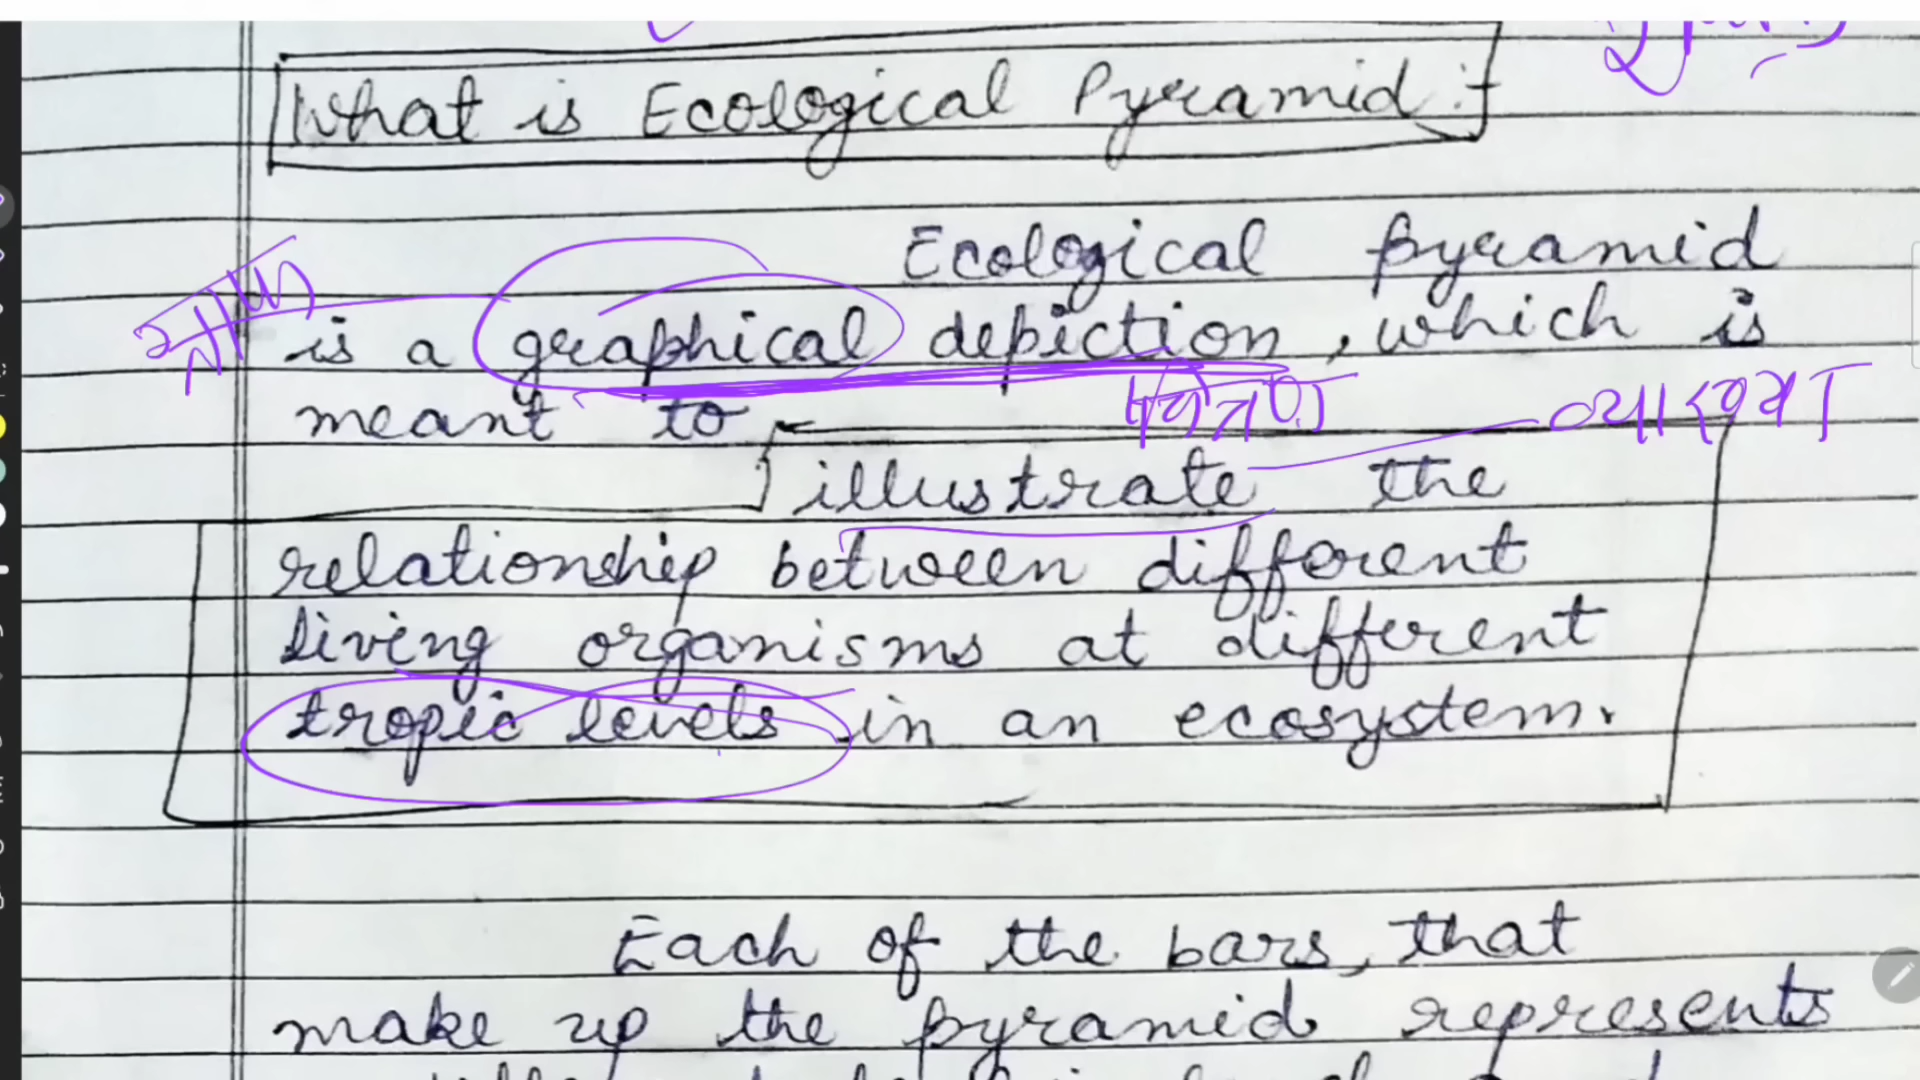 What is Ecological Pyramid :-
Ecological pyramid
is a graphical depiction, which is
meant to
illustrate the
relationship between different
living organisms at different
tropic levels in an ecosystem.
Each of the bars, that
make up the pyramid represents